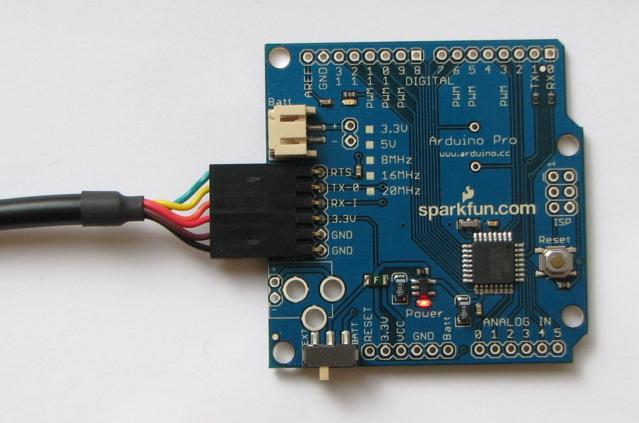 AREF
GND
13
12
11
10
9
8
7
6
5
4
3
2
TX 1
RX 0
PWM PWM PWM PWM PWM PWM
DIGITAL
Batt
+
-
3.3V
5V
8MHz
16MHz
20MHz
Arduino Pro
www.arduino.cc
RTS
TX-0
RX-I
3.3V
GND
GND
sparkfun.com
1
ISP
Reset
F
Power
EXT
BATT
RESET
3.3V
VCC
GND
Batt
ANALOG IN
0 1 2 3 4 5